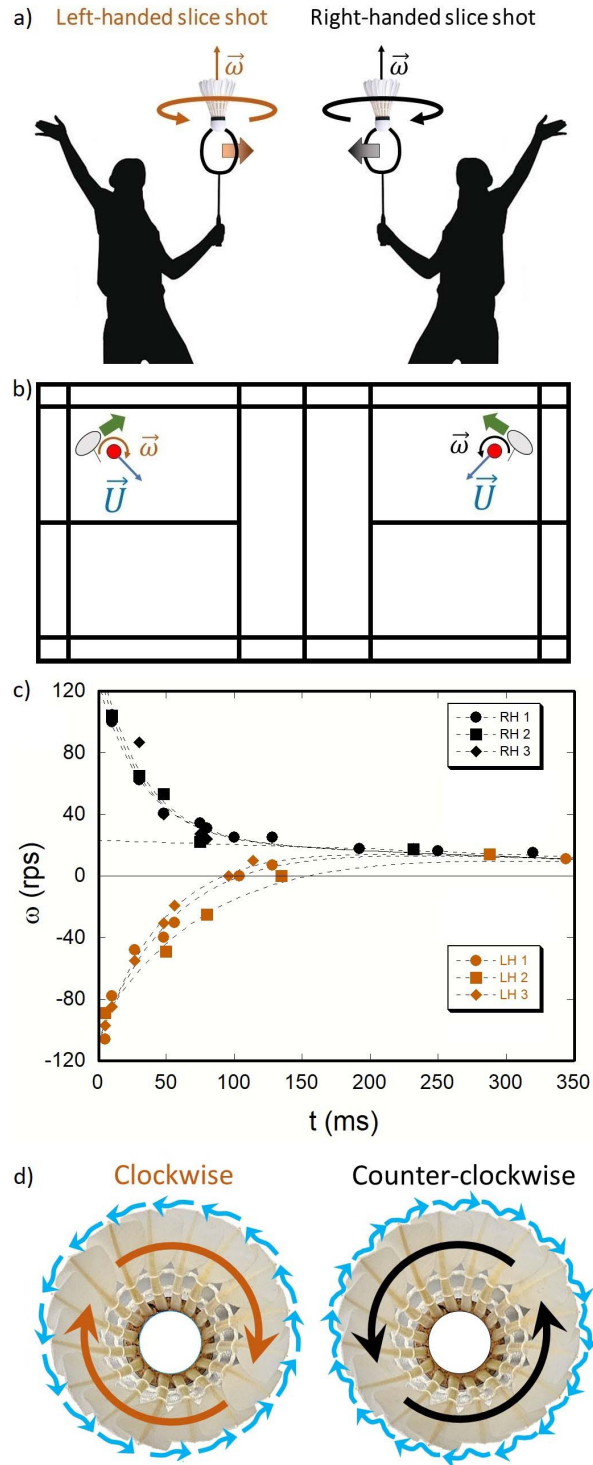 a)
Left-handed slice shot
Right-handed slice shot
ω
ω
b)
ω
U
ω
U
c)
120
80
40
0
-40
-80
-120
ω (rps)
RH 1
RH 2
RH 3
LH 1
LH 2
LH 3
0
50
100
150
200
250
300
350
t (ms)
d)
Clockwise
Counter-clockwise